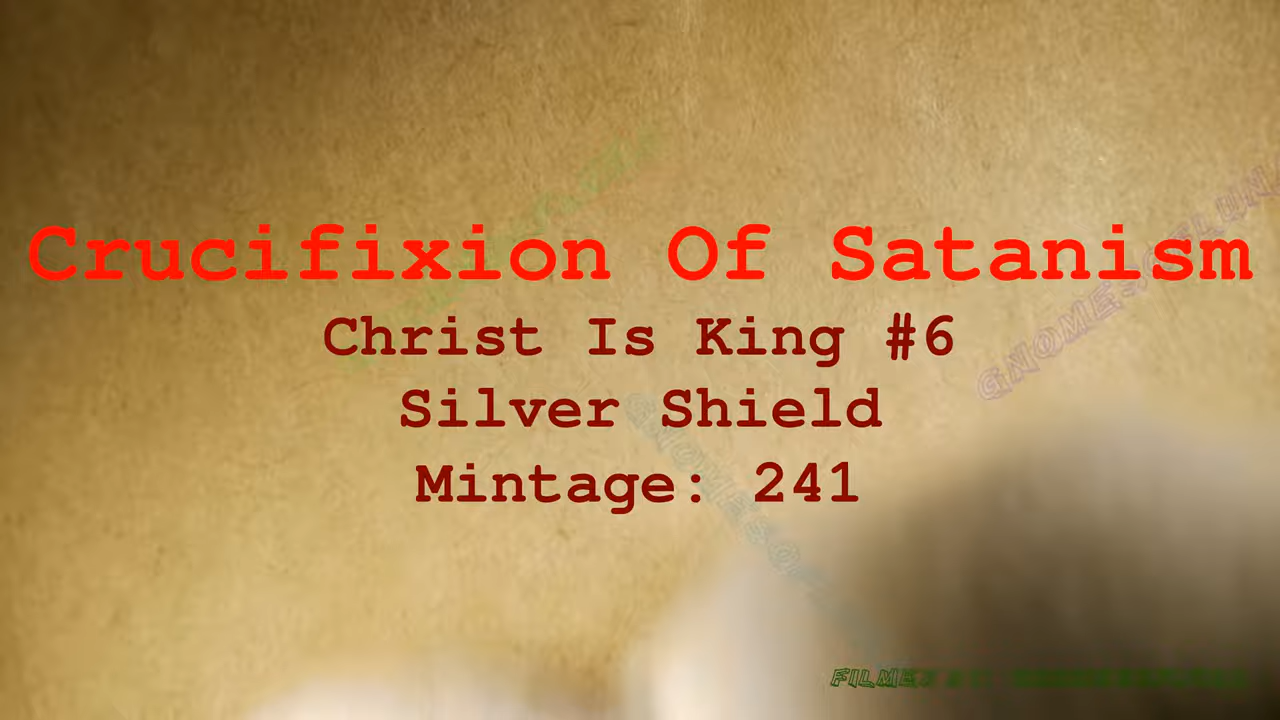 Crucifixion Of Satanism
Christ Is King #6
Silver Shield
Mintage: 241